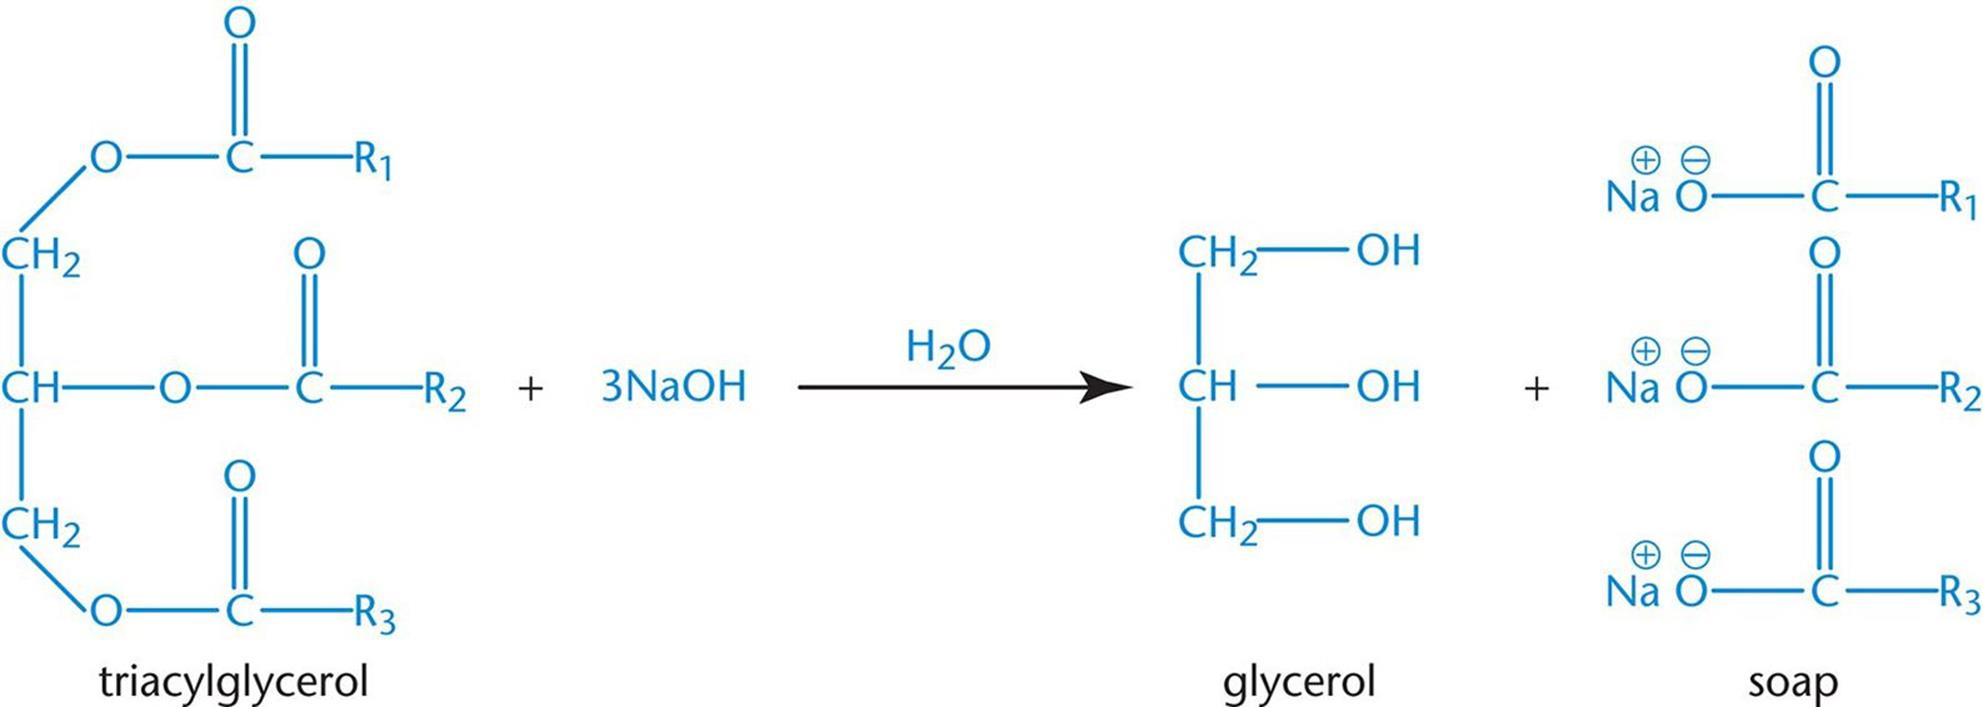 O
O C R₁
CH₂
O
CH O C R₂
O
CH₂
O C R₃
triacylglycerol
+ 3NaOH
H₂O
CH₂ OH
CH OH
CH₂ OH
glycerol
+
O
⊕ ⊖
Na O C R₁
O
⊕ ⊖
Na O C R₂
O
⊕ ⊖
Na O C R₃
soap